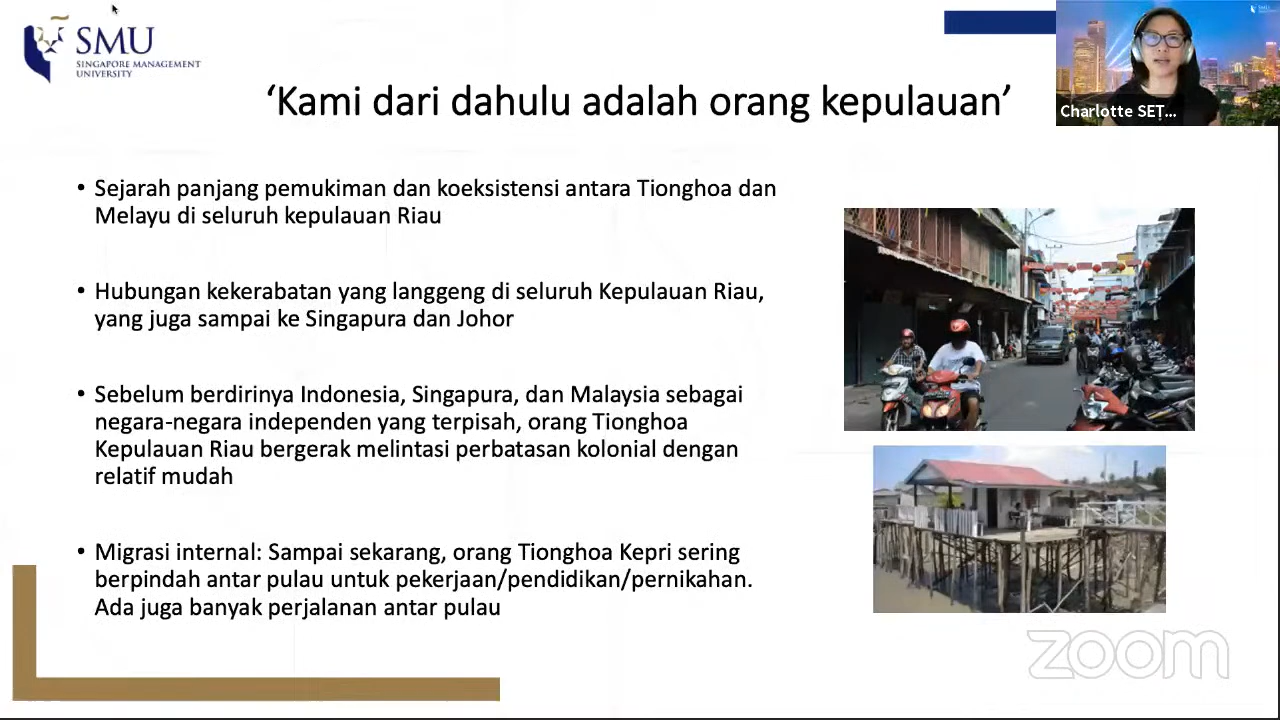 SMU
SINGAPORE MANAGEMENT
UNIVERSITY
‘Kami dari dahulu adalah orang kepulauan’
SMU
Charlotte SET...
• Sejarah panjang pemukiman dan koeksistensi antara Tionghoa dan
Melayu di seluruh kepulauan Riau
• Hubungan kekerabatan yang langgeng di seluruh Kepulauan Riau,
yang juga sampai ke Singapura dan Johor
• Sebelum berdirinya Indonesia, Singapura, dan Malaysia sebagai
negara-negara independen yang terpisah, orang Tionghoa
Kepulauan Riau bergerak melintasi perbatasan kolonial dengan
relatif mudah
• Migrasi internal: Sampai sekarang, orang Tionghoa Kepri sering
berpindah antar pulau untuk pekerjaan/pendidikan/pernikahan.
Ada juga banyak perjalanan antar pulau
zoom